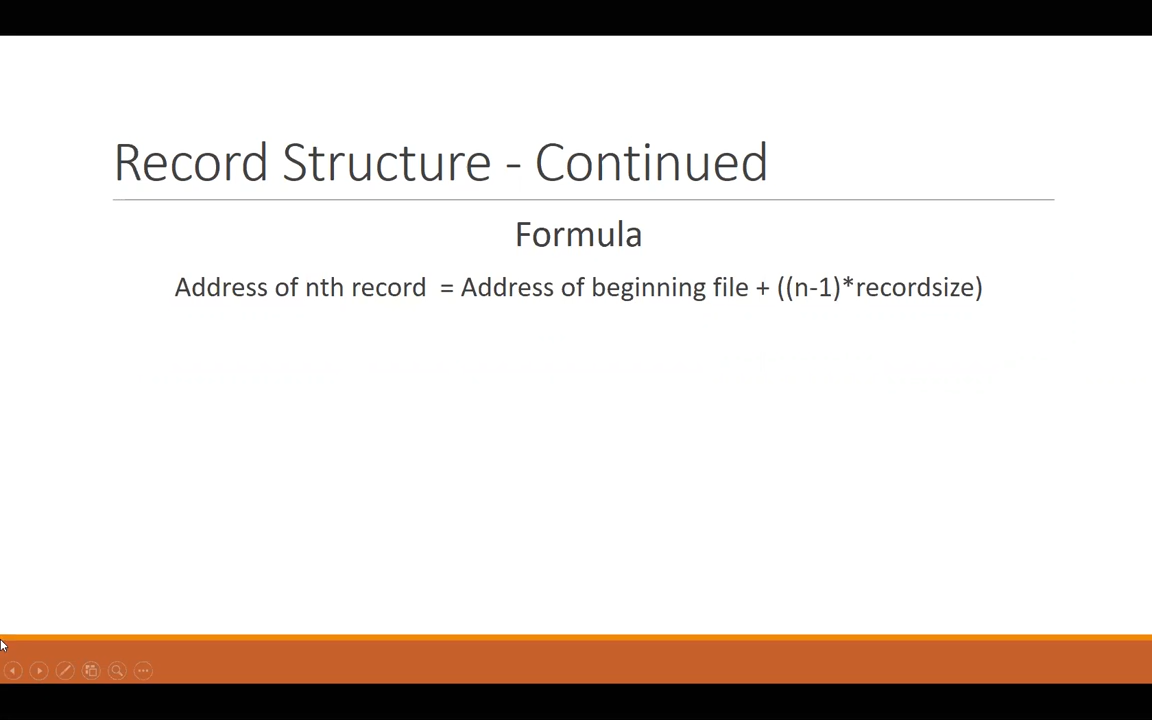 Record Structure - Continued
Formula
Address of nth record = Address of beginning file + ((n-1)*recordsize)